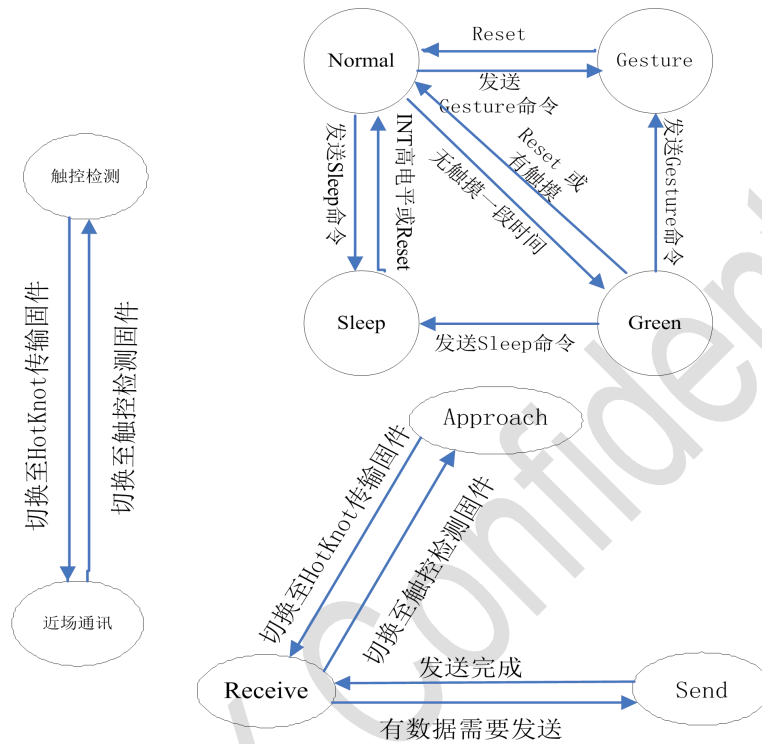 Reset
Normal
Gesture
发送
Gesture命令
Reset 或
有触摸
无触摸一段时间
发送Sleep命令
INT高电平或Reset
发送Gesture命令
触控检测
Sleep
Green
发送Sleep命令
切换至HotKnot传输固件
切换至触控检测固件
Approach
切换至HotKnot传输固件
切换至触控检测固件
近场通讯
发送完成
Receive
Send
有数据需要发送
Confident